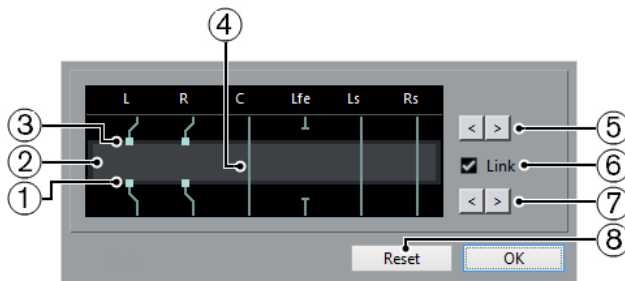 ④
L R C Lfe Ls Rs
③ < > ⑤
② Link ⑥
① < > ⑦
⑧
Reset OK